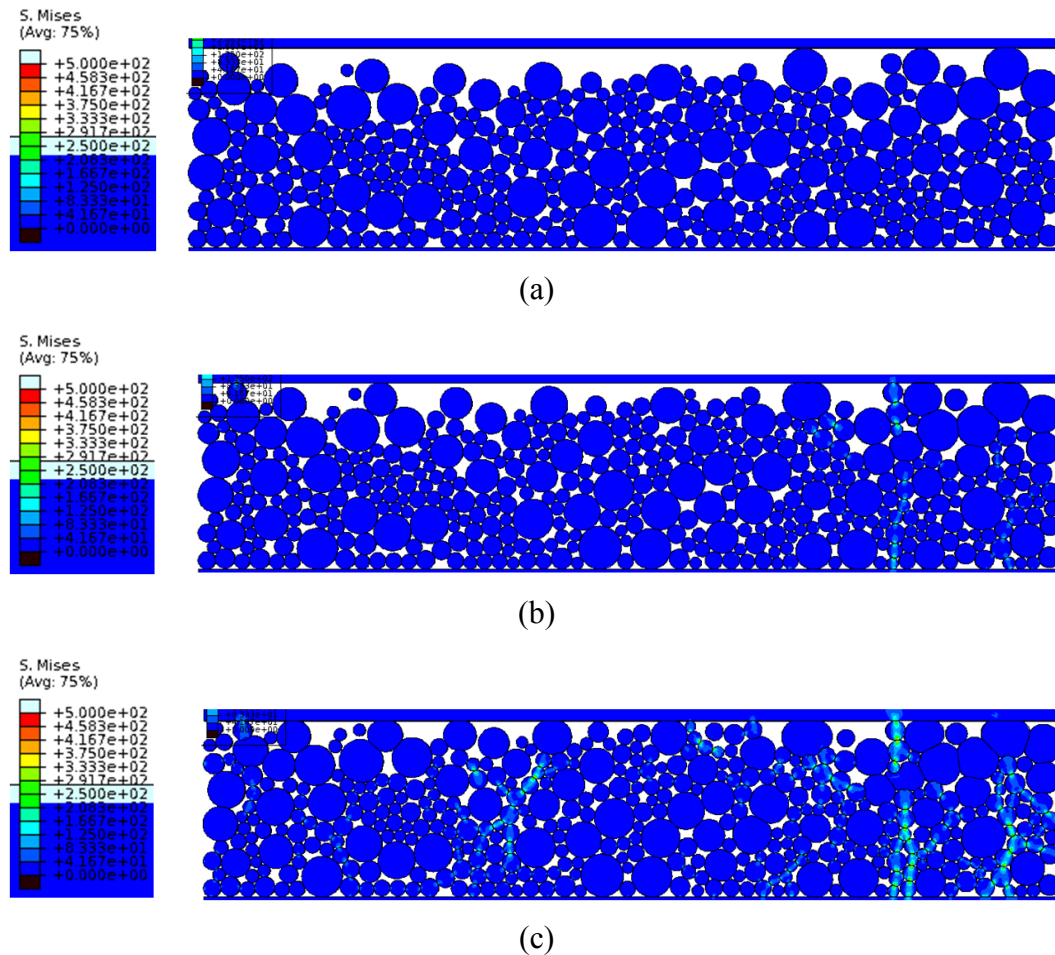 S. Mises
(Avg: 75%)
+5.000e+02
+4.583e+02
+4.167e+02
+3.750e+02
+3.333e+02
+2.917e+02
+2.500e+02
+2.083e+02
+1.667e+02
+1.250e+02
+8.333e+01
+4.167e+01
+0.000e+00
(a)
S. Mises
(Avg: 75%)
+5.000e+02
+4.583e+02
+4.167e+02
+3.750e+02
+3.333e+02
+2.917e+02
+2.500e+02
+2.083e+02
+1.667e+02
+1.250e+02
+8.333e+01
+4.167e+01
+0.000e+00
(b)
S. Mises
(Avg: 75%)
+5.000e+02
+4.583e+02
+4.167e+02
+3.750e+02
+3.333e+02
+2.917e+02
+2.500e+02
+2.083e+02
+1.667e+02
+1.250e+02
+8.333e+01
+4.167e+01
+0.000e+00
(c)